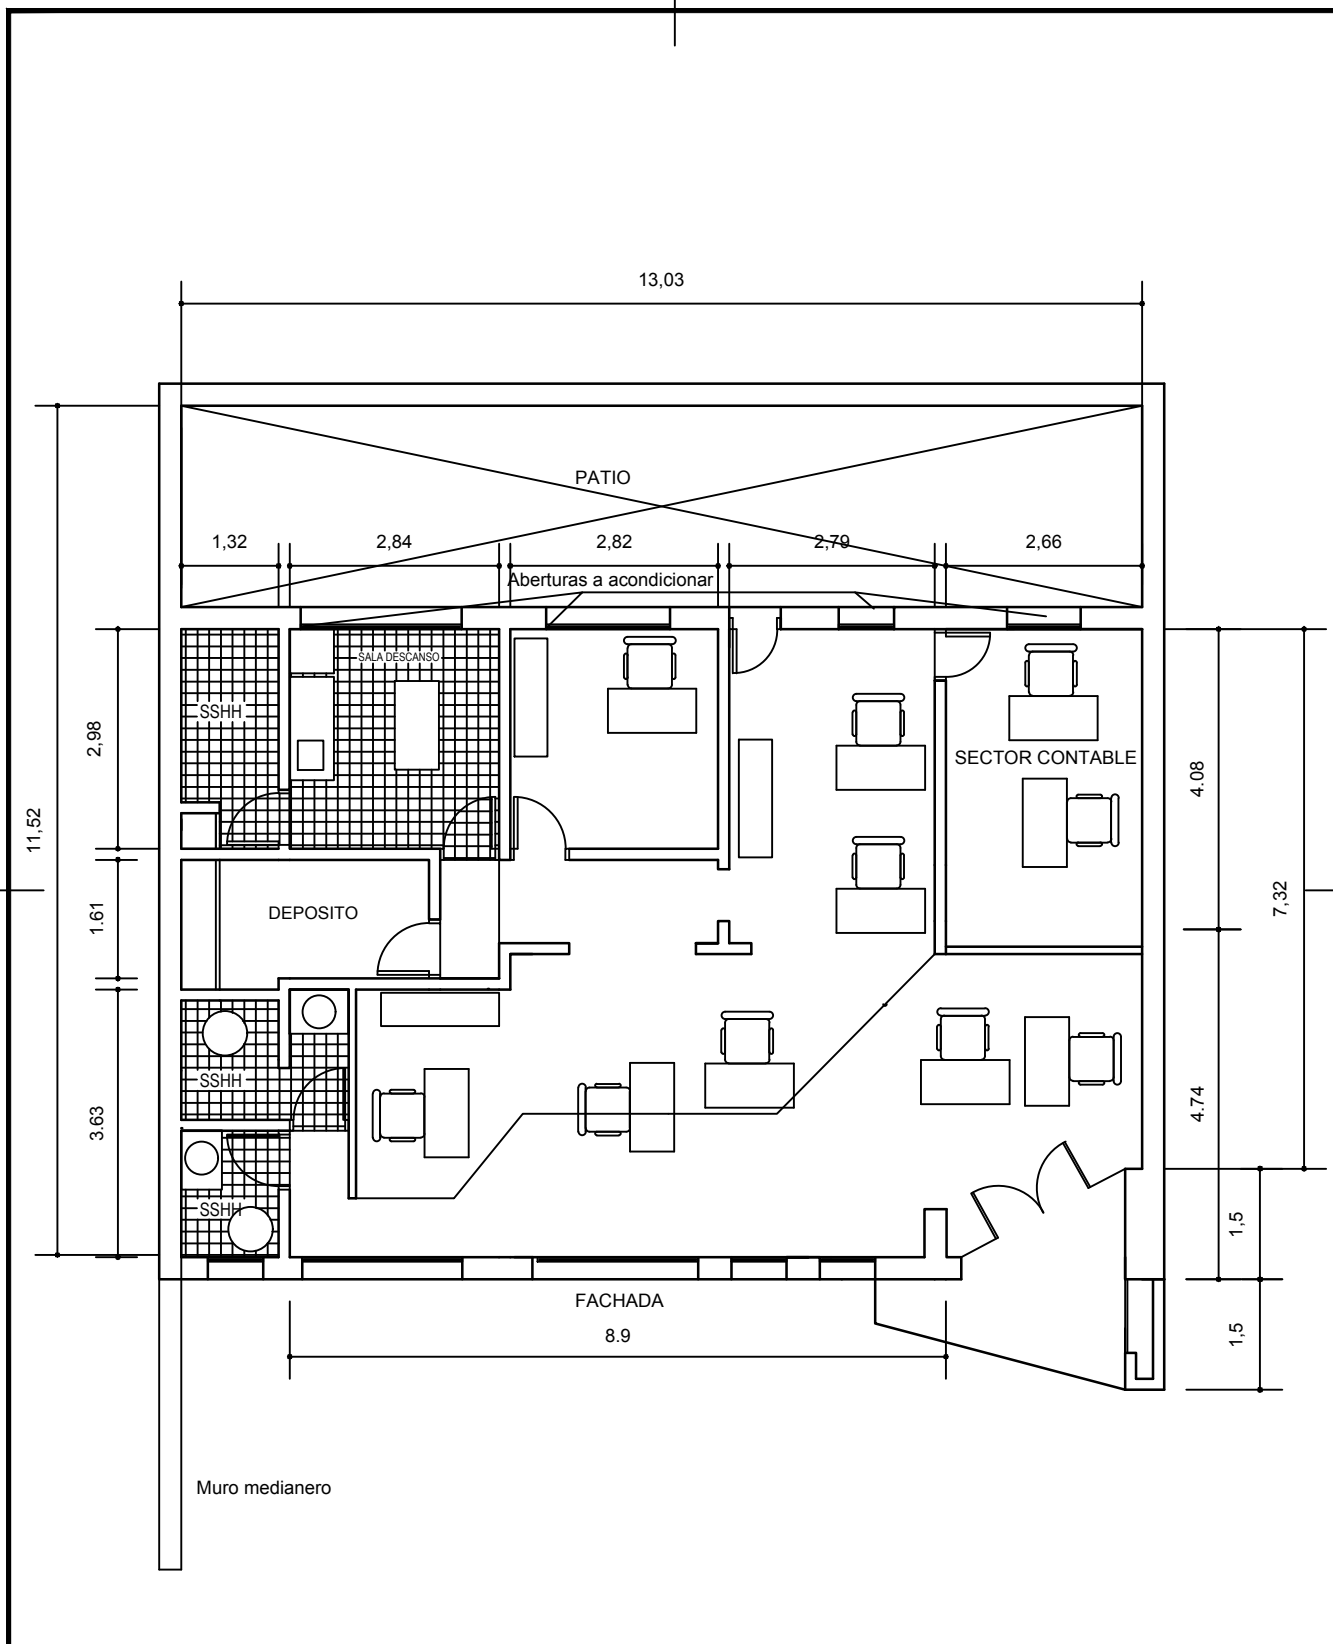 13,03
PATIO
1,32
2,84
2,82
2,79
2,66
Aberturas a acondicionar
SALA DESCANSO
SSHH
2,98
SECTOR CONTABLE
4.08
11,52
7,32
1.61
DEPOSITO
SSHH
3.63
4.74
SSHH
1,5
FACHADA
8.9
1,5
Muro medianero